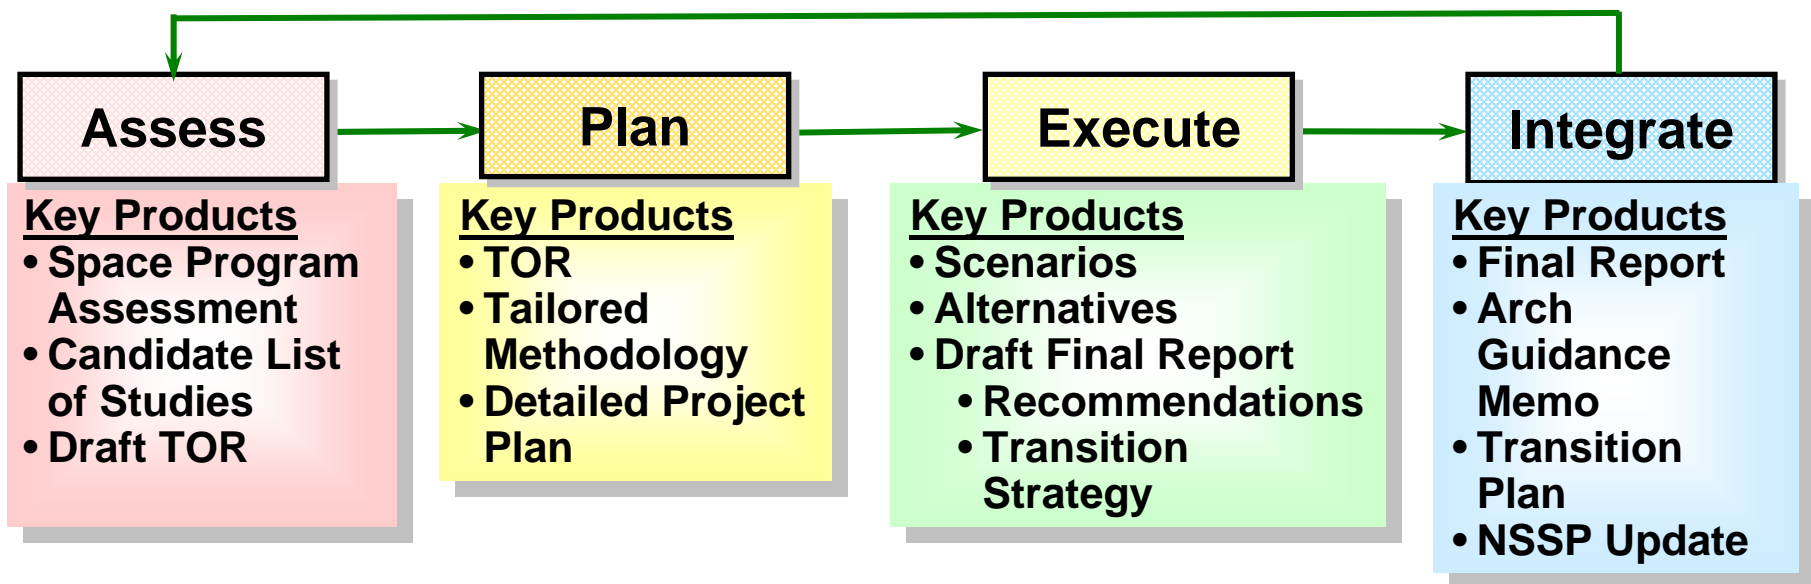 Assess
Plan
Execute
Integrate
Key Products
• Space Program
Assessment
• Candidate List
of Studies
• Draft TOR
Key Products
• TOR
• Tailored
Methodology
• Detailed Project
Plan
Key Products
• Scenarios
• Alternatives
• Draft Final Report
• Recommendations
• Transition
Strategy
Key Products
• Final Report
• Arch
Guidance
Memo
• Transition
Plan
• NSSP Update